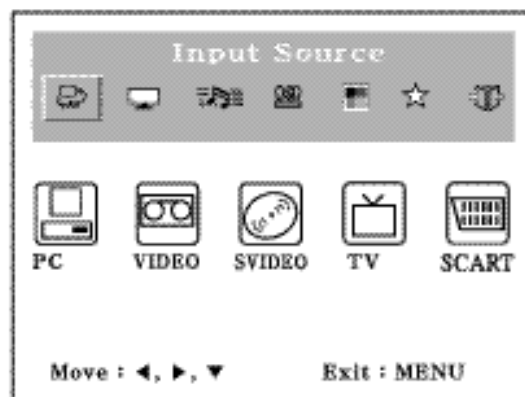 Input Source
PC VIDEO SVIDEO TV SCART
Move : ◀, ▶, ▼ Exit : MENU